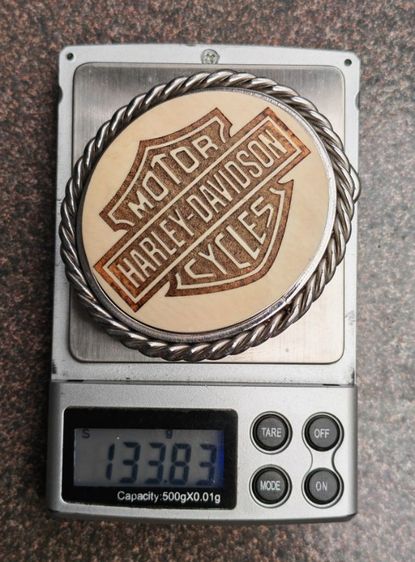 MOTOR
HARLEY-DAVIDSON
CYCLES
S g
133.83
Capacity:500gX0.01g
TARE OFF
MODE ON